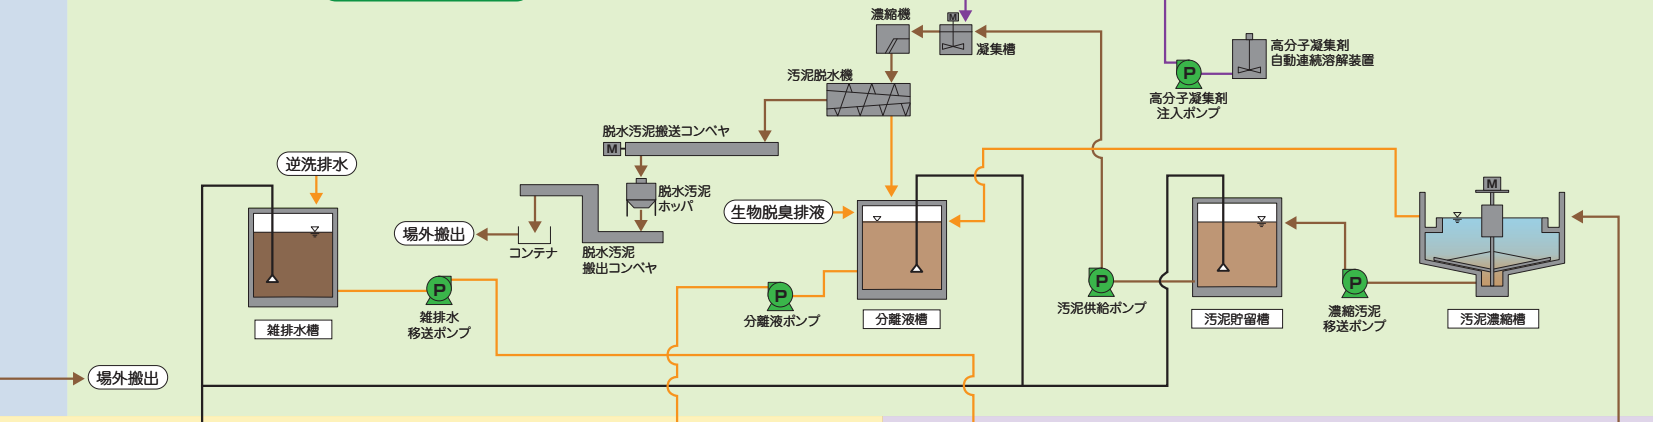 濃縮機
M
凝集槽
高分子凝集剤
自動連続溶解装置
汚泥脱水機
P
高分子凝集剤
注入ポンプ
脱水汚泥搬送コンベヤ
M
逆洗排水
脱水汚泥
ホッパ
生物脱臭排液
M
場外搬出
コンテナ
脱水汚泥
搬出コンベヤ
P
雑排水
移送ポンプ
P
分離液ポンプ
P
汚泥供給ポンプ
P
濃縮汚泥
移送ポンプ
雑排水槽
分離液槽
汚泥貯留槽
汚泥濃縮槽
場外搬出